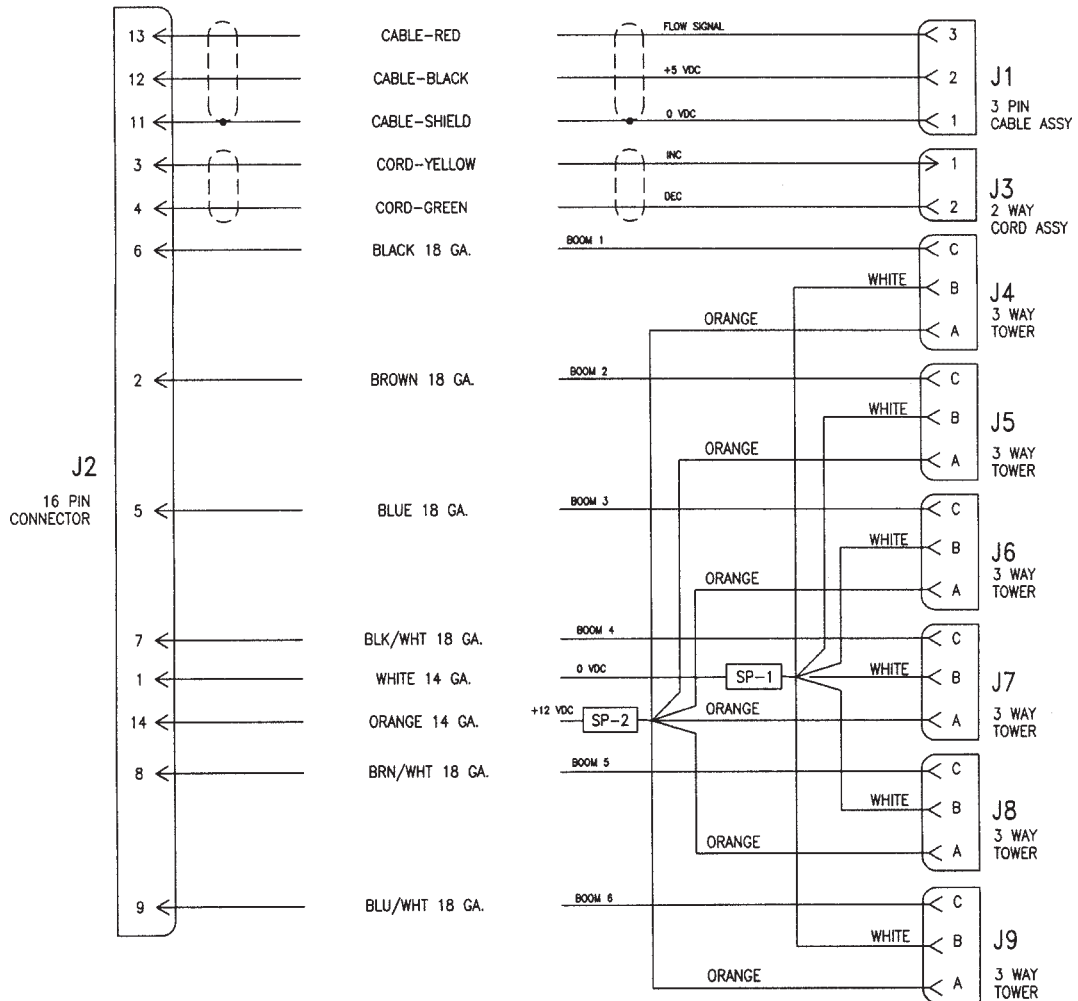 13 CABLE-RED FLOW SIGNAL 3
12 CABLE-BLACK +5 VDC 2 J1
11 CABLE-SHIELD 0 VDC 1 3 PIN
CABLE ASSY
3 CORD-YELLOW INC 1
J3
4 CORD-GREEN DEC 2 2 WAY
CORD ASSY
6 BLACK 18 GA. BOOM 1 C
WHITE B J4
3 WAY
ORANGE A TOWER
2 BROWN 18 GA. BOOM 2 C
WHITE B J5
ORANGE A 3 WAY
TOWER
J2
16 PIN
CONNECTOR
5 BLUE 18 GA. BOOM 3 C
WHITE B J6
3 WAY
ORANGE A TOWER
7 BLK/WHT 18 GA. BOOM 4 C
1 WHITE 14 GA. 0 VDC SP-1 WHITE B J7
14 ORANGE 14 GA. +12 VDC SP-2 ORANGE A 3 WAY
TOWER
8 BRN/WHT 18 GA. BOOM 5 C
WHITE B J8
3 WAY
ORANGE A TOWER
9 BLU/WHT 18 GA. BOOM 6 C
WHITE B J9
3 WAY
ORANGE A TOWER